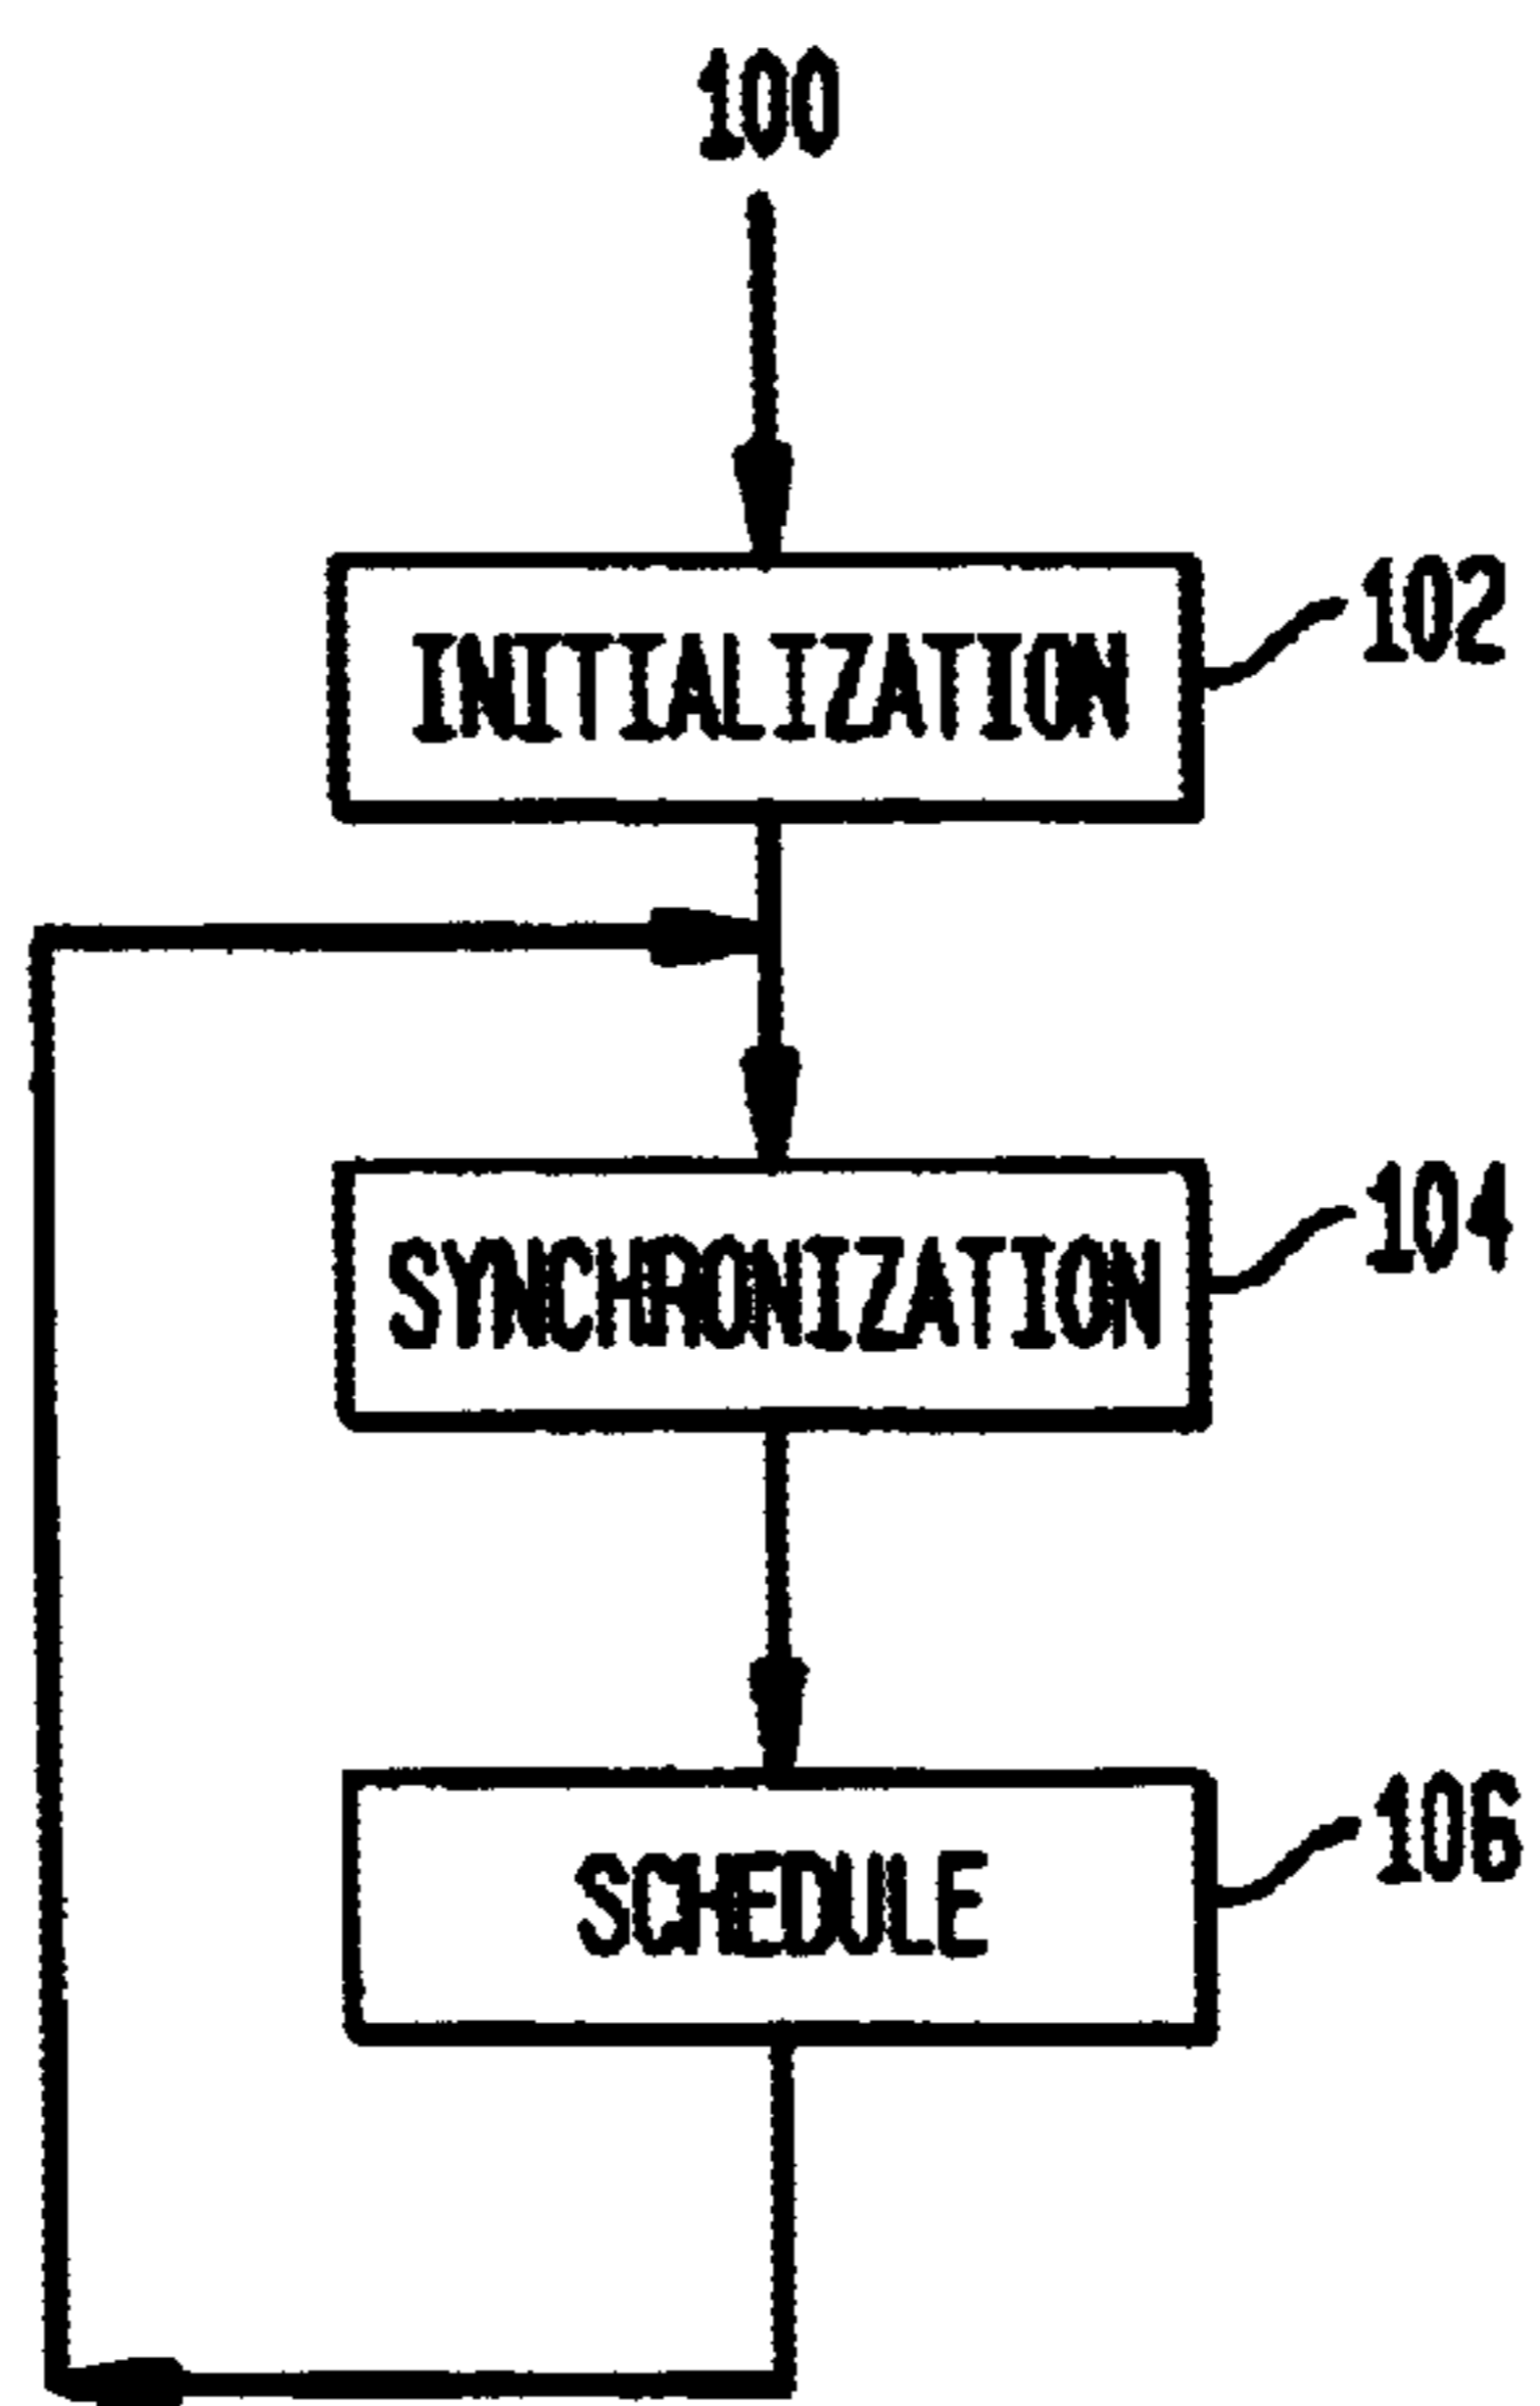 100
INITIALIZATION
102
SYNCHRONIZATION
104
SCHEDULE
106